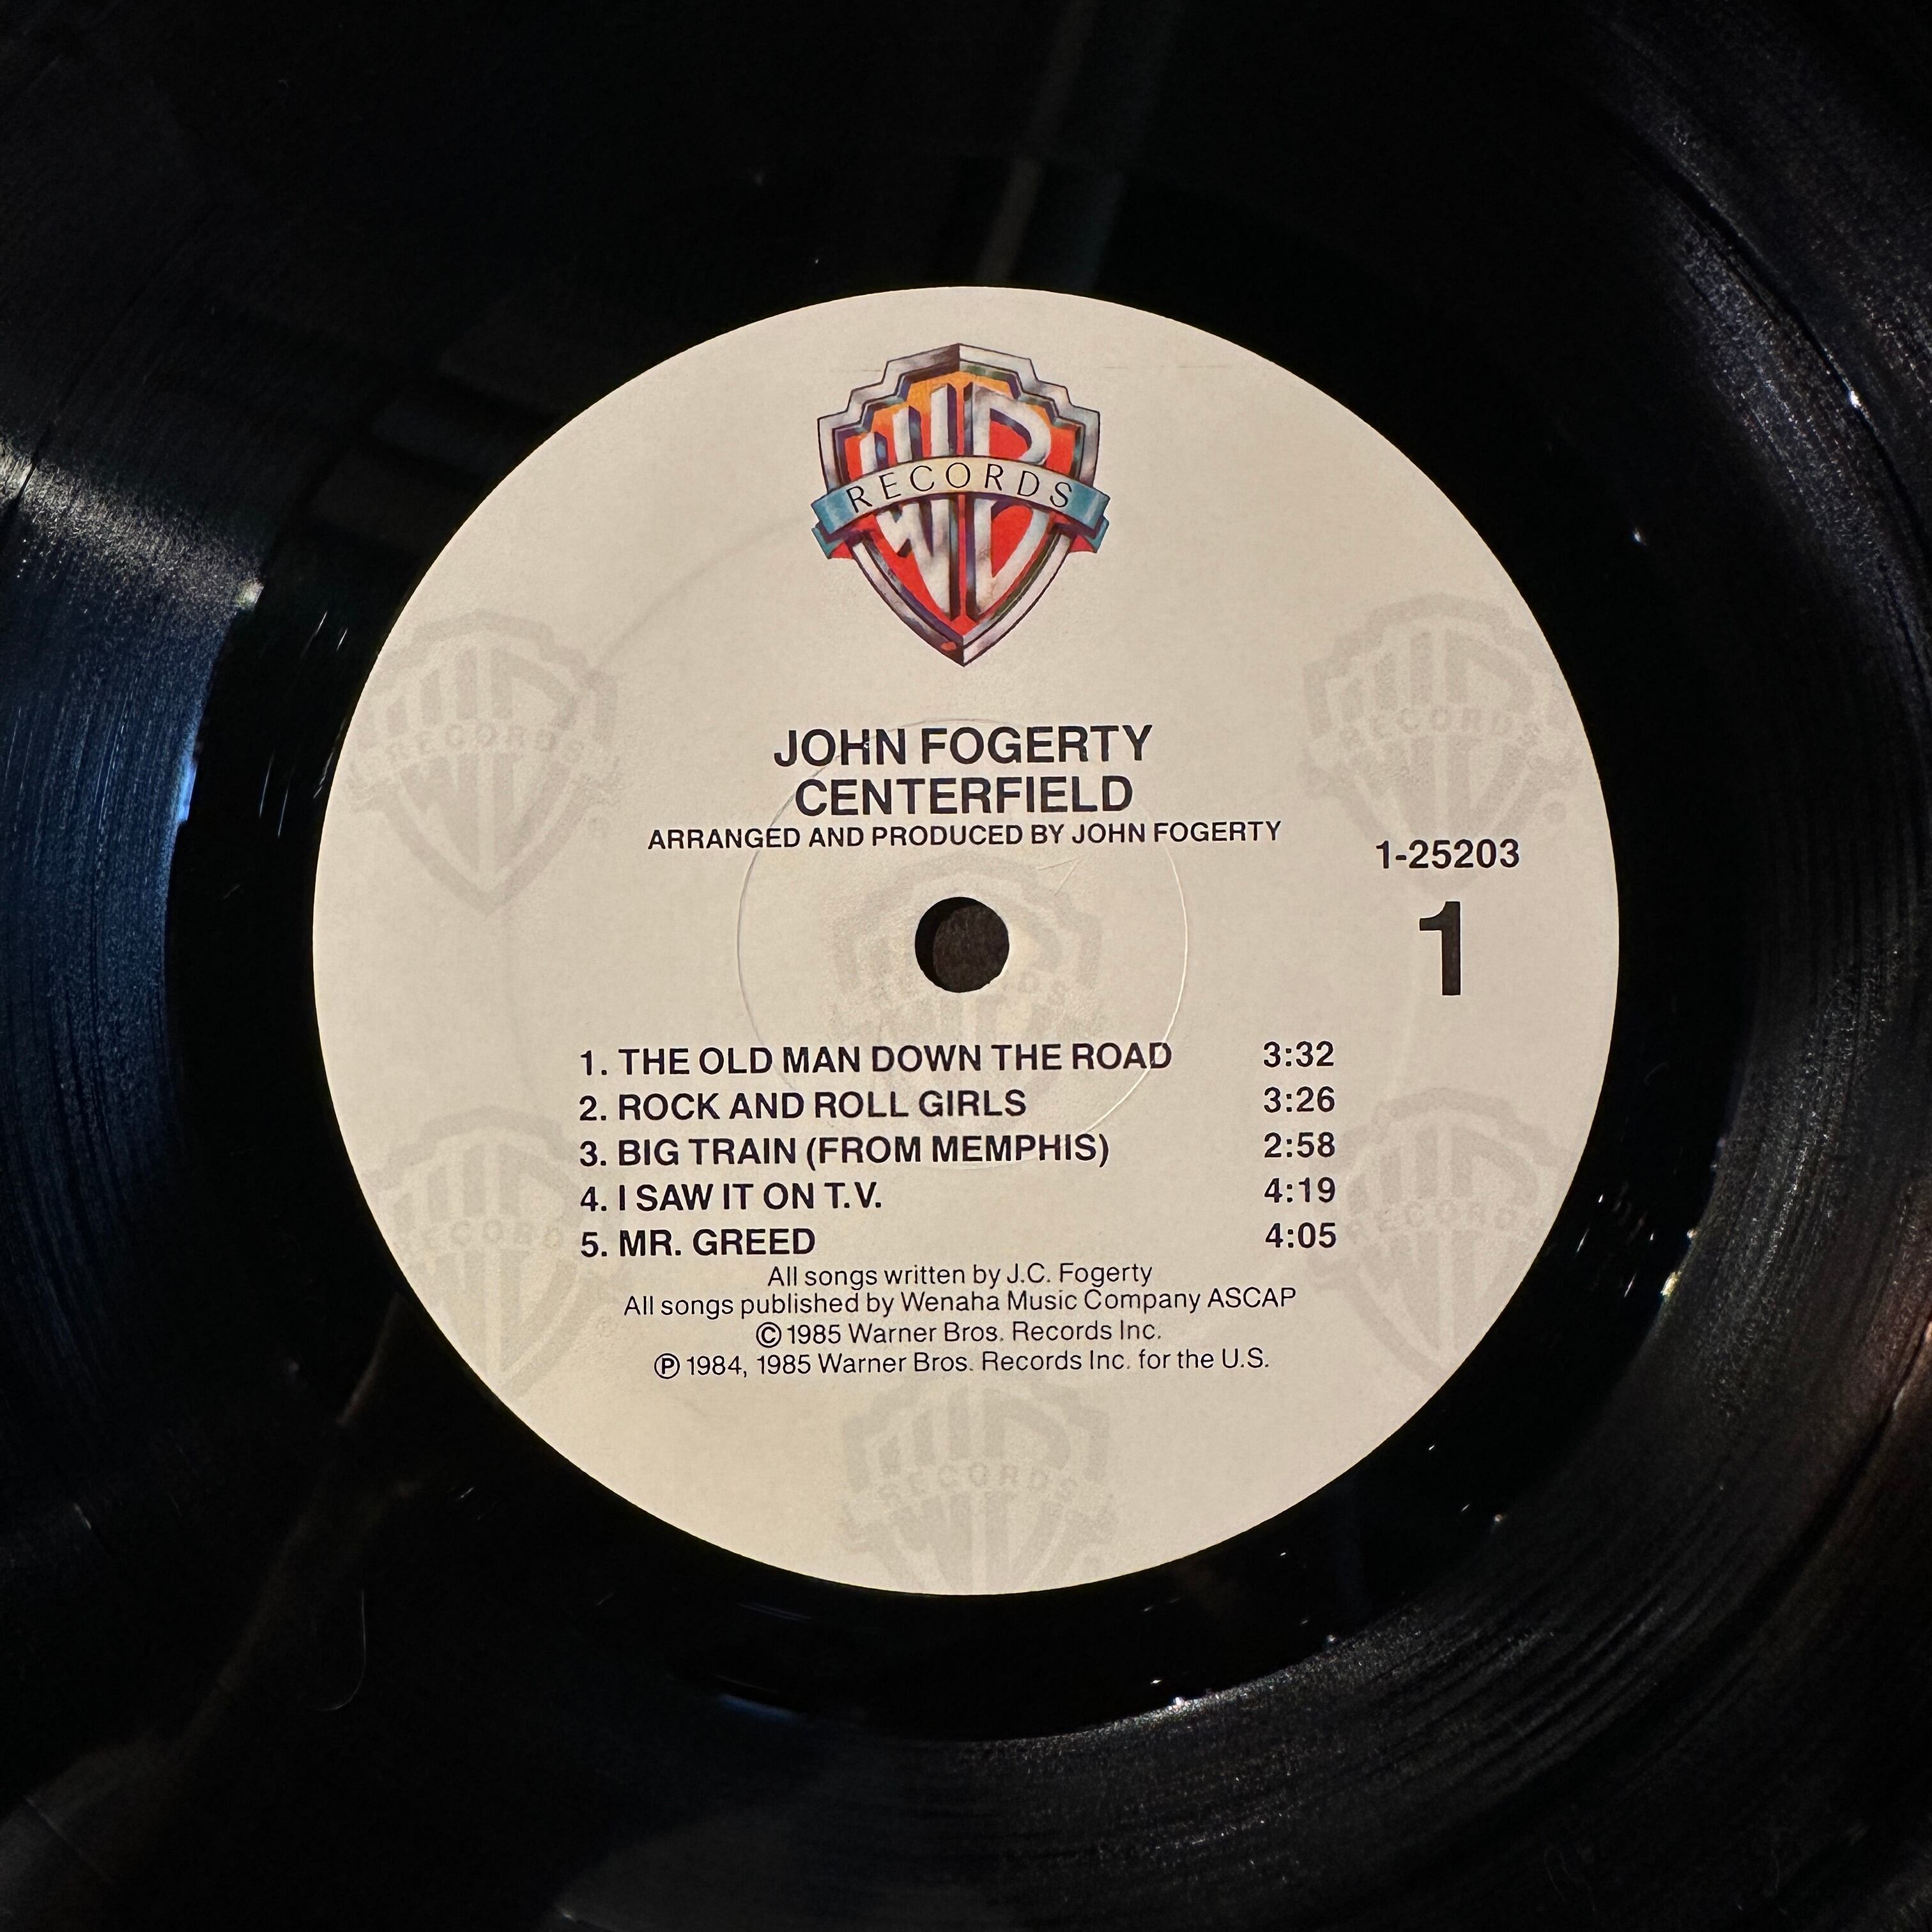 WB
RECORDS
JOHN FOGERTY
CENTERFIELD
ARRANGED AND PRODUCED BY JOHN FOGERTY
1-25203
1
1. THE OLD MAN DOWN THE ROAD 3:32
2. ROCK AND ROLL GIRLS 3:26
3. BIG TRAIN (FROM MEMPHIS) 2:58
4. I SAW IT ON T.V. 4:19
5. MR. GREED 4:05
All songs written by J.C. Fogerty
All songs published by Wenaha Music Company ASCAP
© 1985 Warner Bros. Records Inc.
℗ 1984, 1985 Warner Bros. Records Inc. for the U.S.